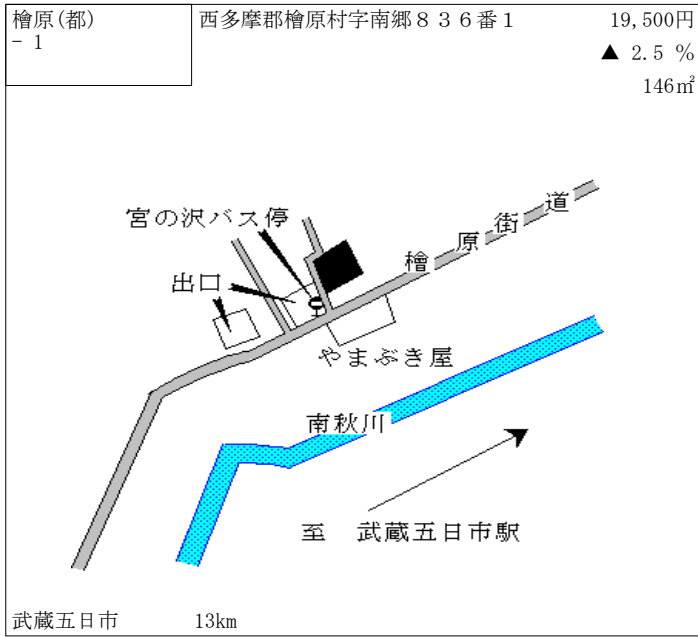 檜原(都)
- 1
西多摩郡檜原村字南郷８３６番１
19,500円
▲ 2.5 %
146㎡
宮の沢バス停
出口
檜原街道
やまぶき屋
南秋川
至　武蔵五日市駅
武蔵五日市
13km